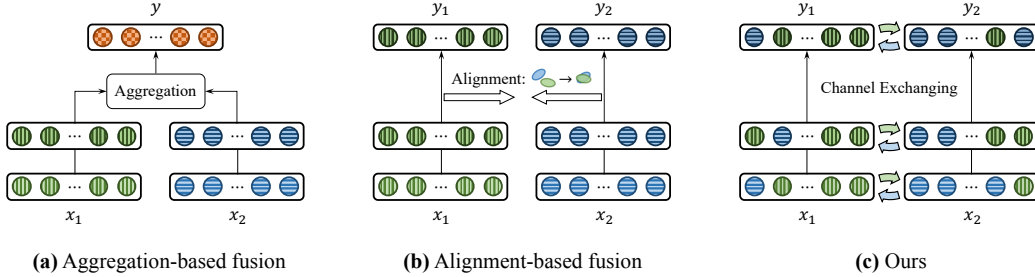 y
...
Aggregation
... ...
... ...
x₁ x₂
(a) Aggregation-based fusion
y₁ y₂
... ...
Alignment: →
... ...
... ...
x₁ x₂
(b) Alignment-based fusion
y₁ y₂
... ...
Channel Exchanging
... ...
... ...
x₁ x₂
(c) Ours